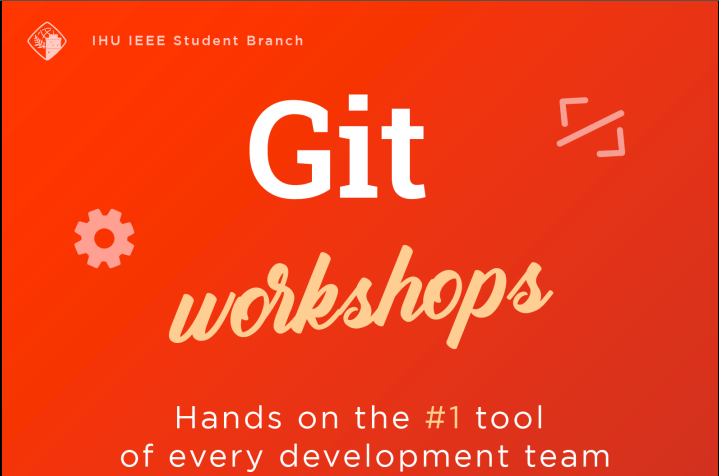 IHU IEEE Student Branch
Git
workshops
Hands on the #1 tool
of every development team